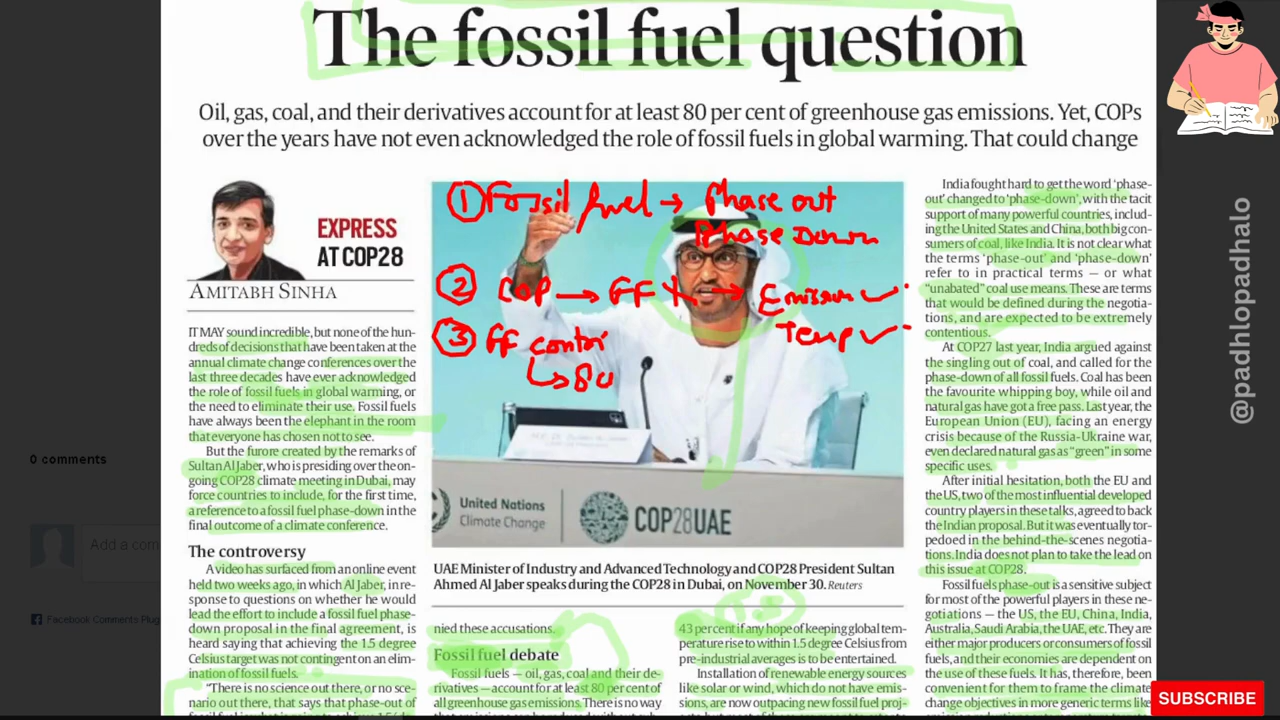 The fossil fuel question
Oil, gas, coal, and their derivatives account for at least 80 per cent of greenhouse gas emissions. Yet, COPs
over the years have not even acknowledged the role of fossil fuels in global warming. That could change
EXPRESS
AT COP28
AMITABH SINHA
IT MAY sound incredible, but none of the hun-
dreds of decisions that have been taken at the
annual climate change conferences over the
last three decades have ever acknowledged
the role of fossil fuels in global warming, or
the need to eliminate their use. Fossil fuels
have always been the elephant in the room
that everyone has chosen not to see.
But the furore created by the remarks of
Sultan Al Jaber, who is presiding over the on-
going COP28 climate meeting in Dubai, may
force countries to include, for the first time,
a reference to a fossil fuel phase-down in the
final outcome of a climate conference.
The controversy
A video has surfaced from an online event
held two weeks ago, in which Al Jaber, in re-
sponse to questions on whether he would
lead the effort to include a fossil fuel phase-
down proposal in the final agreement, is
heard saying that achieving the 1.5 degree
Celsius target was not contingent on an elim-
ination of fossil fuels.
"There is no science out there, or no sce-
nario out there, that says that phase-out of
① Fossil fuel → Phase out
Phase Down
② COP → FF X → Emission ✓
Temp ✓
③ FF contri
↳ 80
United Nations
Climate Change
COP28UAE
UAE Minister of Industry and Advanced Technology and COP28 President Sultan
Ahmed Al Jaber speaks during the COP28 in Dubai, on November 30. Reuters
nied these accusations.
Fossil fuel debate
Fossil fuels — oil, gas, coal and their de-
rivatives — account for at least 80 per cent of
all greenhouse gas emissions. There is no way
43 per cent if any hope of keeping global tem-
perature rise to within 1.5 degree Celsius from
pre-industrial averages is to be entertained.
Installation of renewable energy sources
like solar or wind, which do not have emis-
sions, are now outpacing new fossil fuel proj-
India fought hard to get the word 'phase-
out' changed to 'phase-down', with the tacit
support of many powerful countries, includ-
ing the United States and China, both big con-
sumers of coal, like India. It is not clear what
the terms 'phase-out' and 'phase-down'
refer to in practical terms — or what
"unabated" coal use means. These are terms
that would be defined during the negotia-
tions, and are expected to be extremely
contentious.
At COP27 last year, India argued against
the singling out of coal, and called for the
phase-down of all fossil fuels. Coal has been
the favourite whipping boy, while oil and
natural gas have got a free pass. Last year, the
European Union (EU), facing an energy
crisis because of the Russia-Ukraine war,
even declared natural gas as "green" in some
specific uses.
After initial hesitation, both the EU and
the US, two of the most influential developed
country players in these talks, agreed to back
the Indian proposal. But it was eventually tor-
pedoed in the behind-the-scenes negotia-
tions. India does not plan to take the lead on
this issue at COP28.
Fossil fuels phase-out is a sensitive subject
for most of the powerful players in these ne-
gotiations — the US, the EU, China, India,
Australia, Saudi Arabia, the UAE, etc. They are
either major producers or consumers of fossil
fuels, and their economies are dependent on
the use of these fuels. It has, therefore, been
convenient for them to frame the climate
change objectives in more generic terms like
0 comments
Add a com
Facebook Comments Plug
@padhlopadhalo
SUBSCRIBE